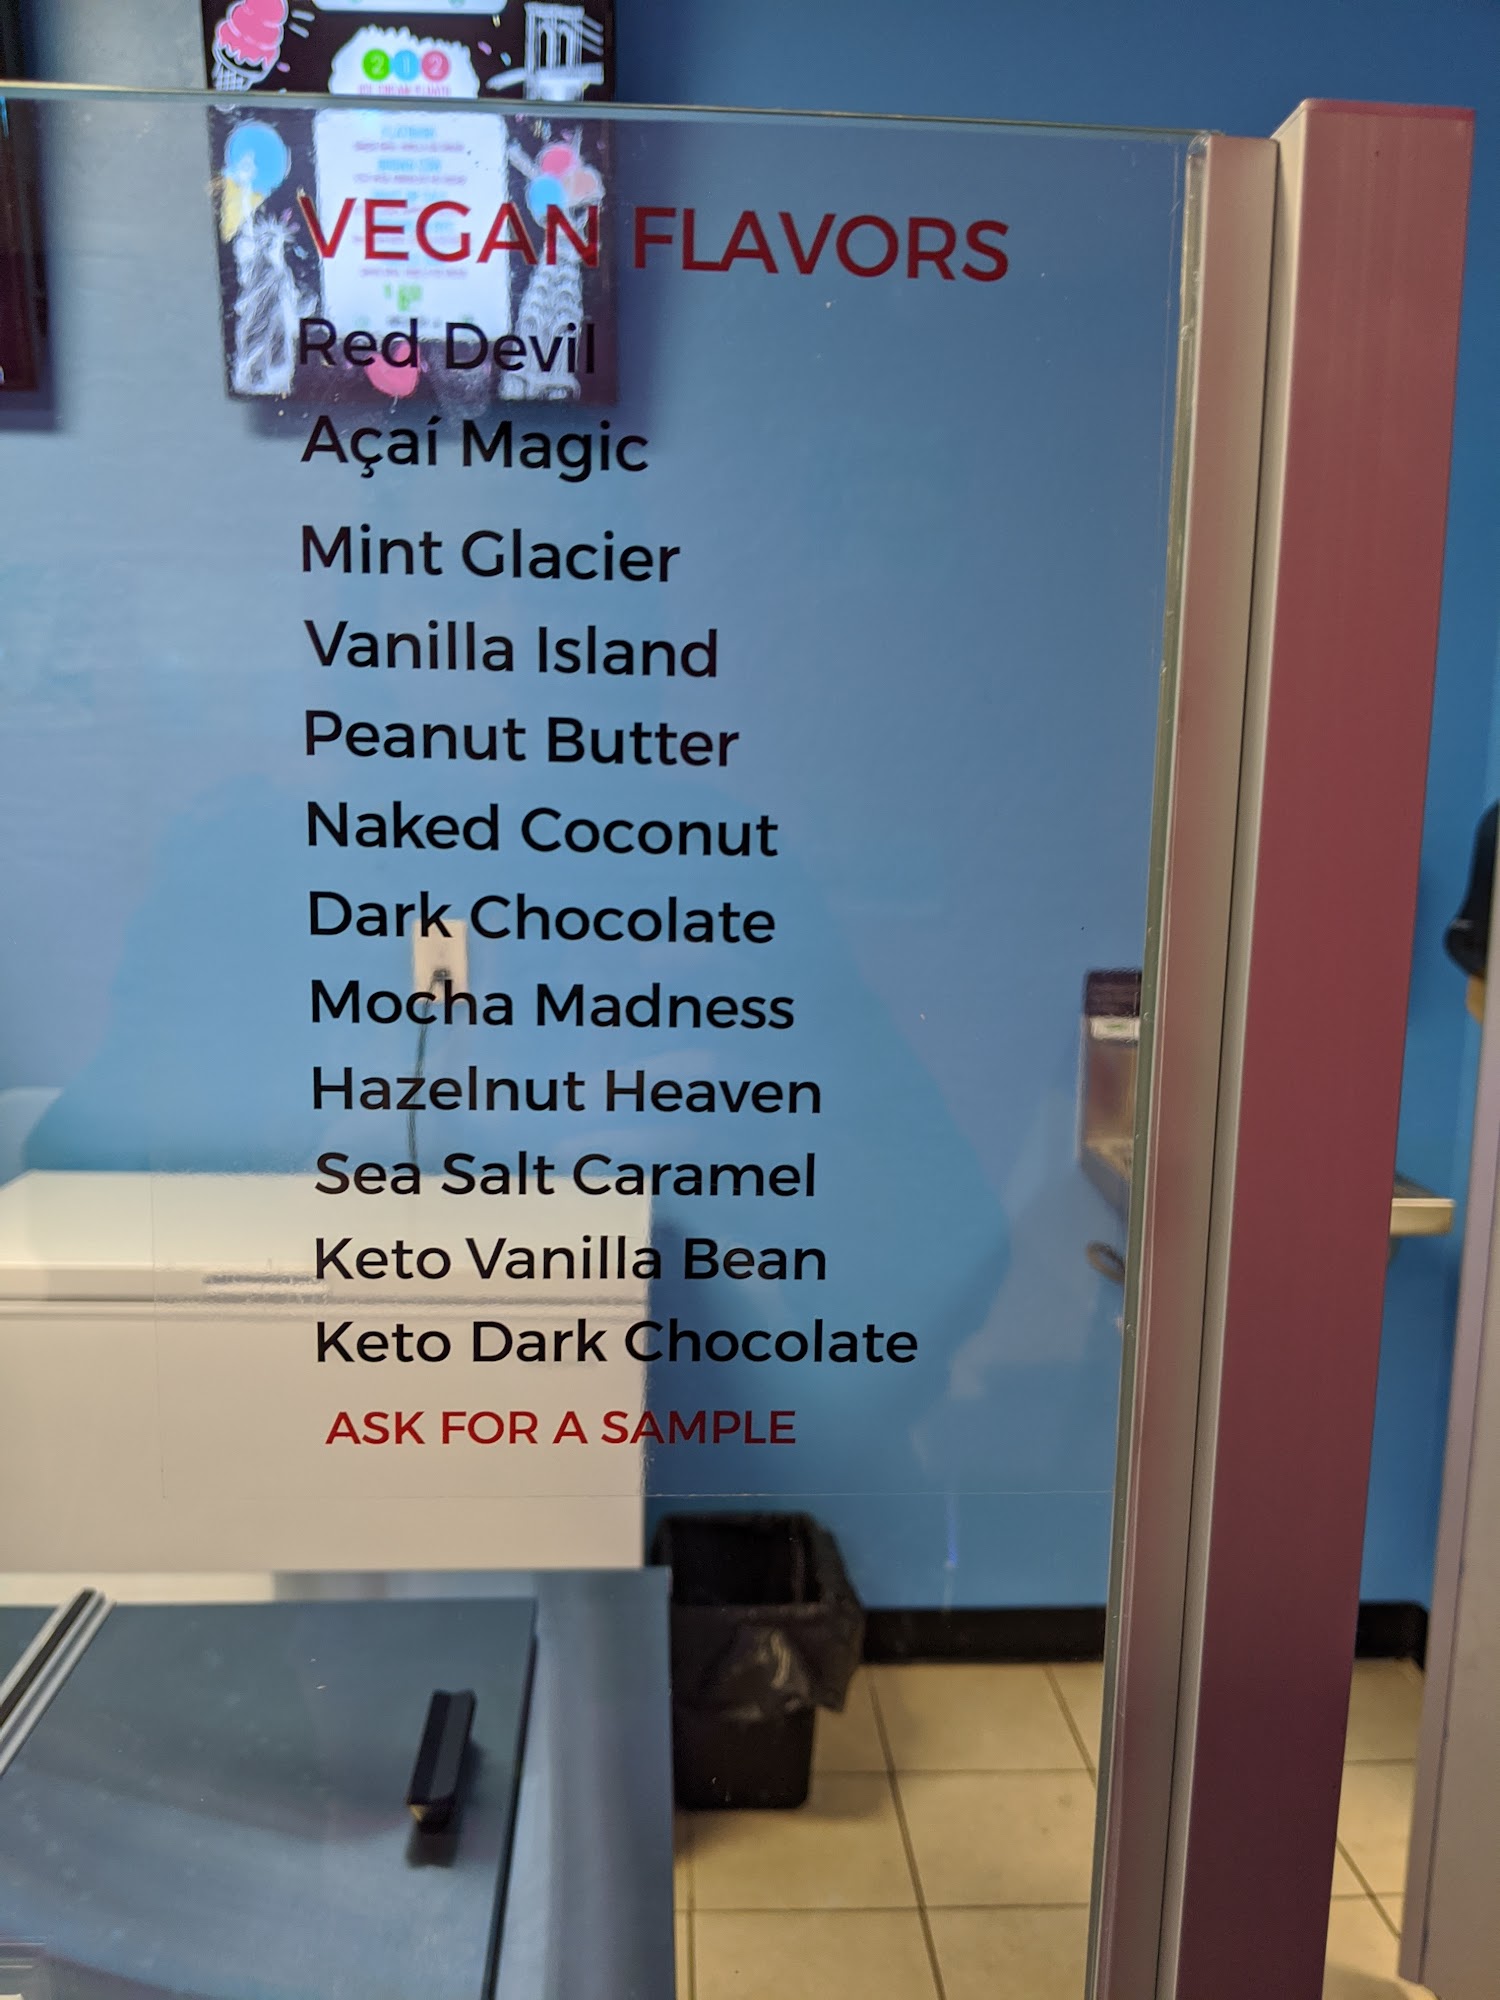 212
VEGAN FLAVORS
Red Devil
Açaí Magic
Mint Glacier
Vanilla Island
Peanut Butter
Naked Coconut
Dark Chocolate
Mocha Madness
Hazelnut Heaven
Sea Salt Caramel
Keto Vanilla Bean
Keto Dark Chocolate
ASK FOR A SAMPLE